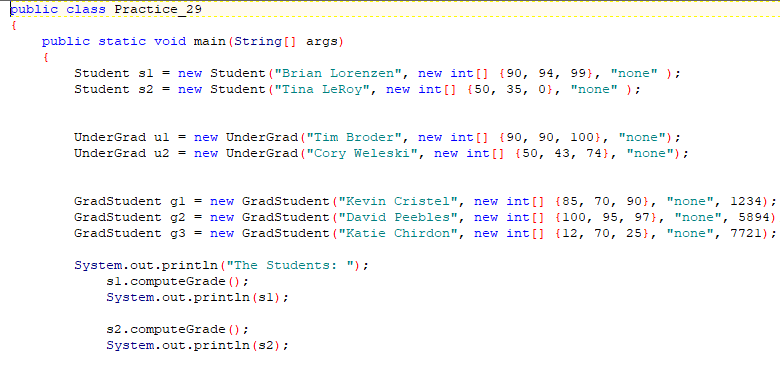 public class Practice_29
{
public static void main(String[] args)
{
Student s1 = new Student("Brian Lorenzen", new int[] {90, 94, 99}, "none" );
Student s2 = new Student("Tina LeRoy", new int[] {50, 35, 0}, "none" );
UnderGrad u1 = new UnderGrad("Tim Broder", new int[] {90, 90, 100}, "none");
UnderGrad u2 = new UnderGrad("Cory Weleski", new int[] {50, 43, 74}, "none");
GradStudent g1 = new GradStudent("Kevin Cristel", new int[] {85, 70, 90}, "none", 1234);
GradStudent g2 = new GradStudent("David Peebles", new int[] {100, 95, 97}, "none", 5894)
GradStudent g3 = new GradStudent("Katie Chirdon", new int[] {12, 70, 25}, "none", 7721);
System.out.println("The Students: ");
s1.computeGrade();
System.out.println(s1);
s2.computeGrade();
System.out.println(s2);